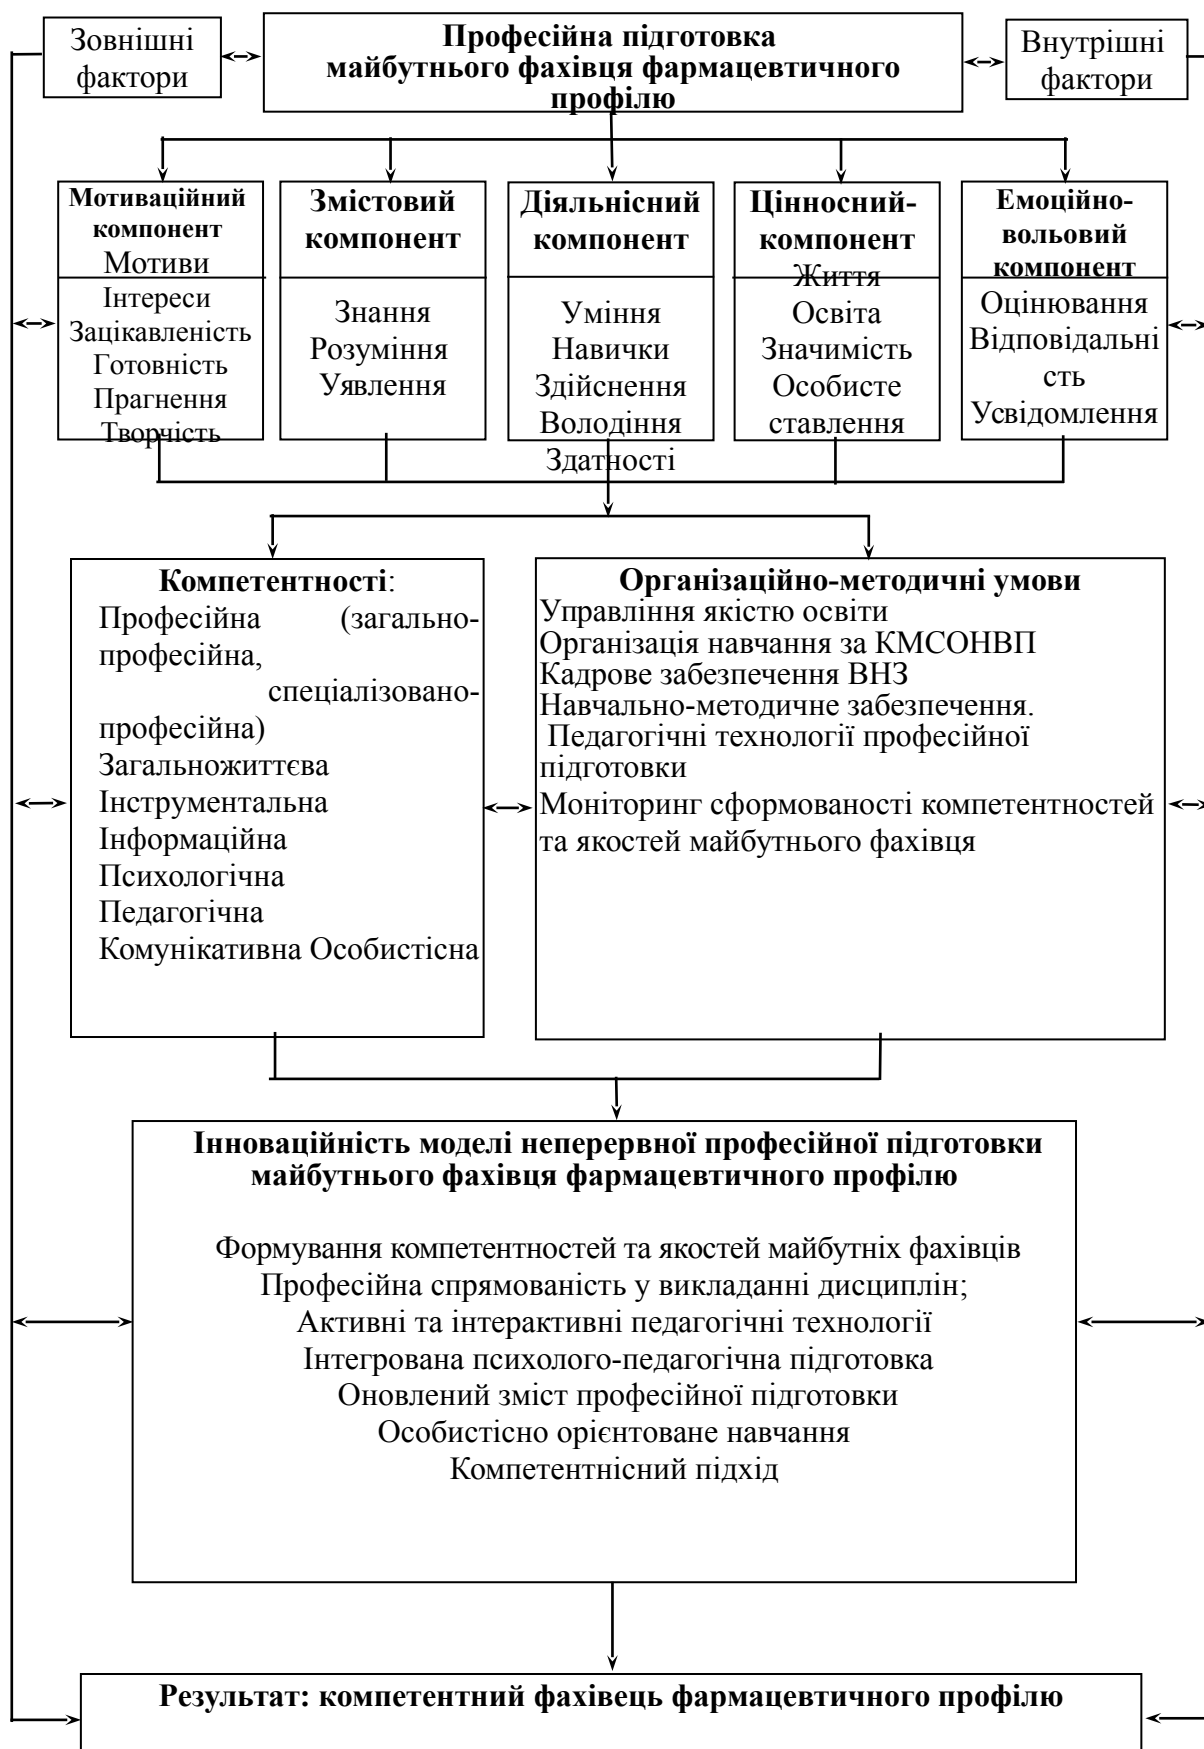 Зовнішні
фактори
Професійна підготовка
майбутнього фахівця фармацевтичного
профілю
Внутрішні
фактори
Мотиваційний
компонент
Мотиви
Інтереси
Зацікавленість
Готовність
Прагнення
Творчість
Змістовий
компонент
Знання
Розуміння
Уявлення
Діяльнісний
компонент
Уміння
Навички
Здійснення
Володіння
Здатності
Цінносний-
компонент
Життя
Освіта
Значимість
Особисте
ставлення
Емоційно-
вольовий
компонент
Оцінювання
Відповідальні
сть
Усвідомлення
Компетентності:
Професійна (загально-
професійна,
спеціалізовано-
професійна)
Загальножиттєва
Інструментальна
Інформаційна
Психологічна
Педагогічна
Комунікативна Особистісна
Організаційно-методичні умови
Управління якістю освіти
Організація навчання за КМСОНВП
Кадрове забезпечення ВНЗ
Навчально-методичне забезпечення.
Педагогічні технології професійної
підготовки
Моніторинг сформованості компетентностей
та якостей майбутнього фахівця
Інноваційність моделі неперервної професійної підготовки
майбутнього фахівця фармацевтичного профілю
Формування компетентностей та якостей майбутніх фахівців
Професійна спрямованість у викладанні дисциплін;
Активні та інтерактивні педагогічні технології
Інтегрована психолого-педагогічна підготовка
Оновлений зміст професійної підготовки
Особистісно орієнтоване навчання
Компетентнісний підхід
Результат: компетентний фахівець фармацевтичного профілю